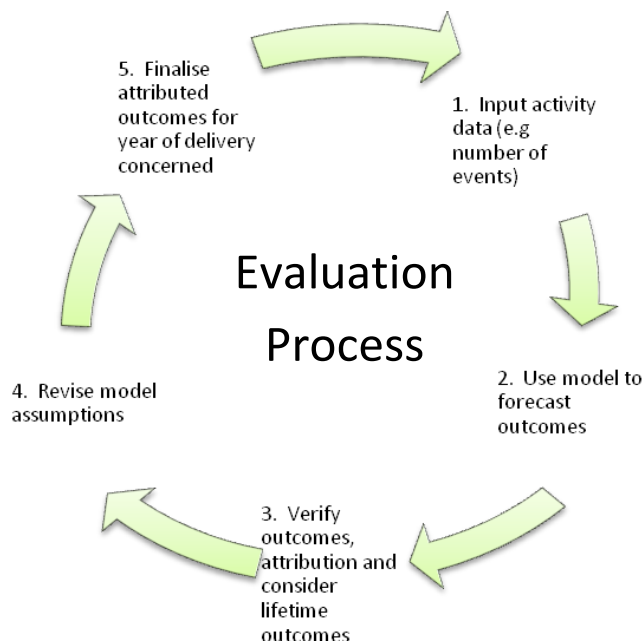 Evaluation
Process
1. Input activity
data (e.g
number of
events)
2. Use model to
forecast
outcomes
3. Verify
outcomes,
attribution and
consider
lifetime
outcomes
4. Revise model
assumptions
5. Finalise
attributed
outcomes for
year of delivery
concerned